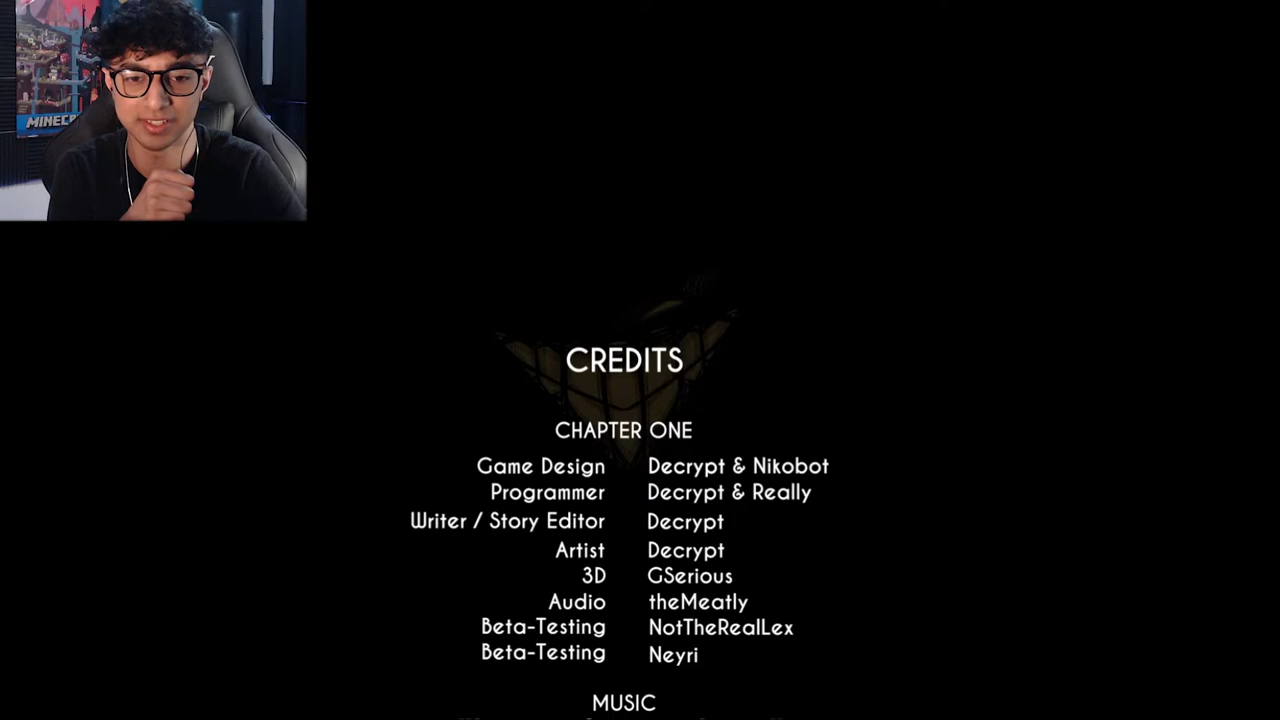 MINEC
CREDITS
CHAPTER ONE
Game Design Decrypt & Nikobot
Programmer Decrypt & Really
Writer / Story Editor Decrypt
Artist Decrypt
3D GSerious
Audio theMeatly
Beta-Testing NotTheRealLex
Beta-Testing Neyri
MUSIC